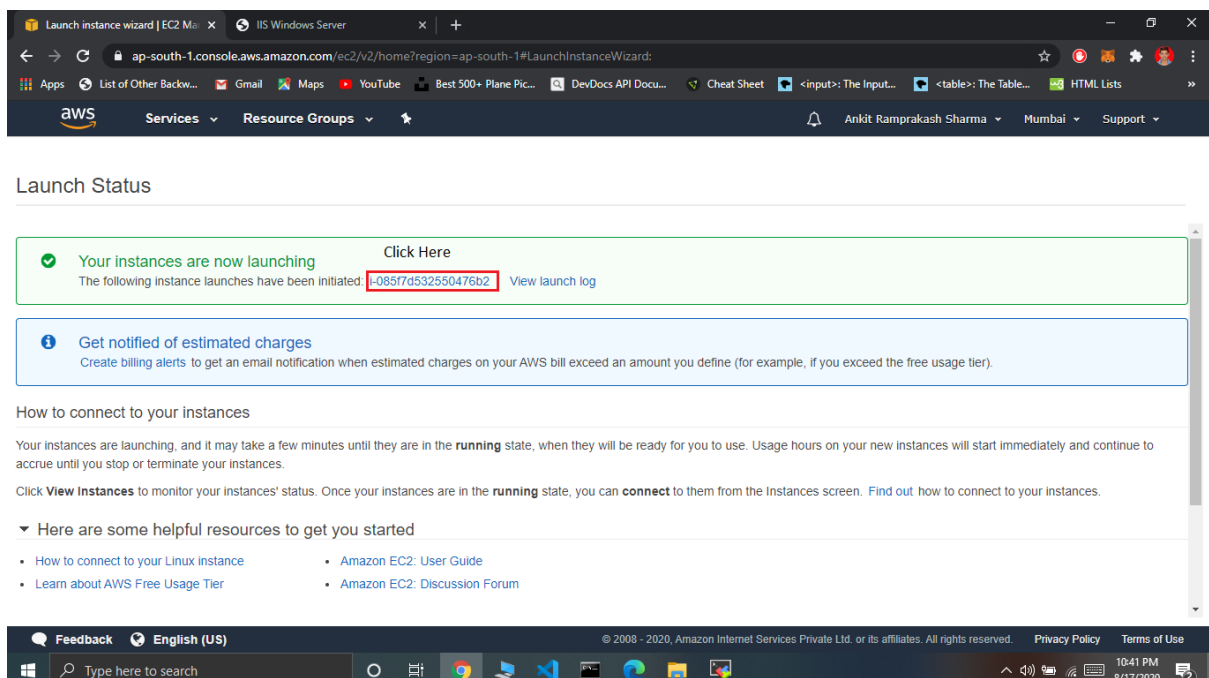 Launch instance wizard | EC2 Ma
IIS Windows Server
ap-south-1.console.aws.amazon.com/ec2/v2/home?region=ap-south-1#LaunchInstanceWizard:
Apps List of Other Backw... Gmail Maps YouTube Best 500+ Plane Pic... DevDocs API Docu... Cheat Sheet <input>: The Input... <table>: The Table... HTML Lists »
aws Services Resource Groups Ankit Ramprakash Sharma Mumbai Support
Launch Status
Click Here
Your instances are now launching
The following instance launches have been initiated: i-085f7d532550476b2 View launch log
Get notified of estimated charges
Create billing alerts to get an email notification when estimated charges on your AWS bill exceed an amount you define (for example, if you exceed the free usage tier).
How to connect to your instances
Your instances are launching, and it may take a few minutes until they are in the running state, when they will be ready for you to use. Usage hours on your new instances will start immediately and continue to
accrue until you stop or terminate your instances.
Click View Instances to monitor your instances' status. Once your instances are in the running state, you can connect to them from the Instances screen. Find out how to connect to your instances.
Here are some helpful resources to get you started
• How to connect to your Linux instance • Amazon EC2: User Guide
• Learn about AWS Free Usage Tier • Amazon EC2: Discussion Forum
Feedback English (US) © 2008 - 2020, Amazon Internet Services Private Ltd. or its affiliates. All rights reserved. Privacy Policy Terms of Use
Type here to search 10:41 PM
8/17/2020